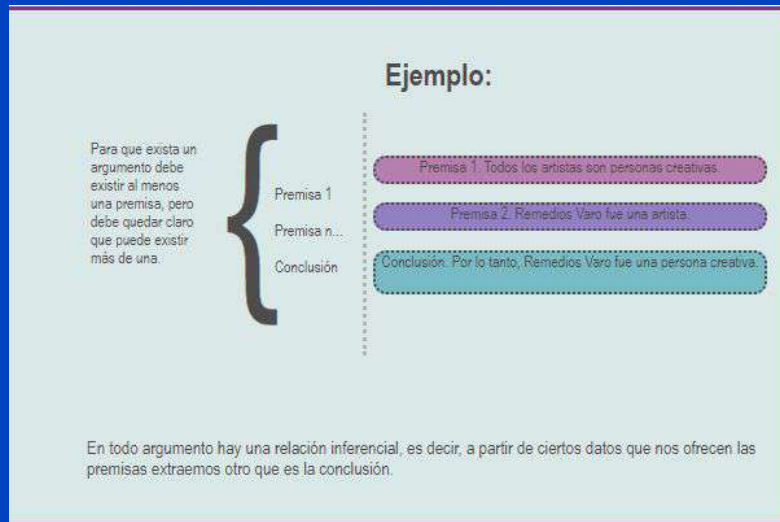 Ejemplo:
Para que exista un
argumento debe
existir al menos
una premisa, pero
debe quedar claro
que puede existir
más de una.
Premisa 1
Premisa n...
Conclusión
Premisa 1. Todos los artistas son personas creativas.
Premisa 2. Remedios Varo fue una artista.
Conclusión. Por lo tanto, Remedios Varo fue una persona creativa.
En todo argumento hay una relación inferencial, es decir, a partir de ciertos datos que nos ofrecen las
premisas extraemos otro que es la conclusión.